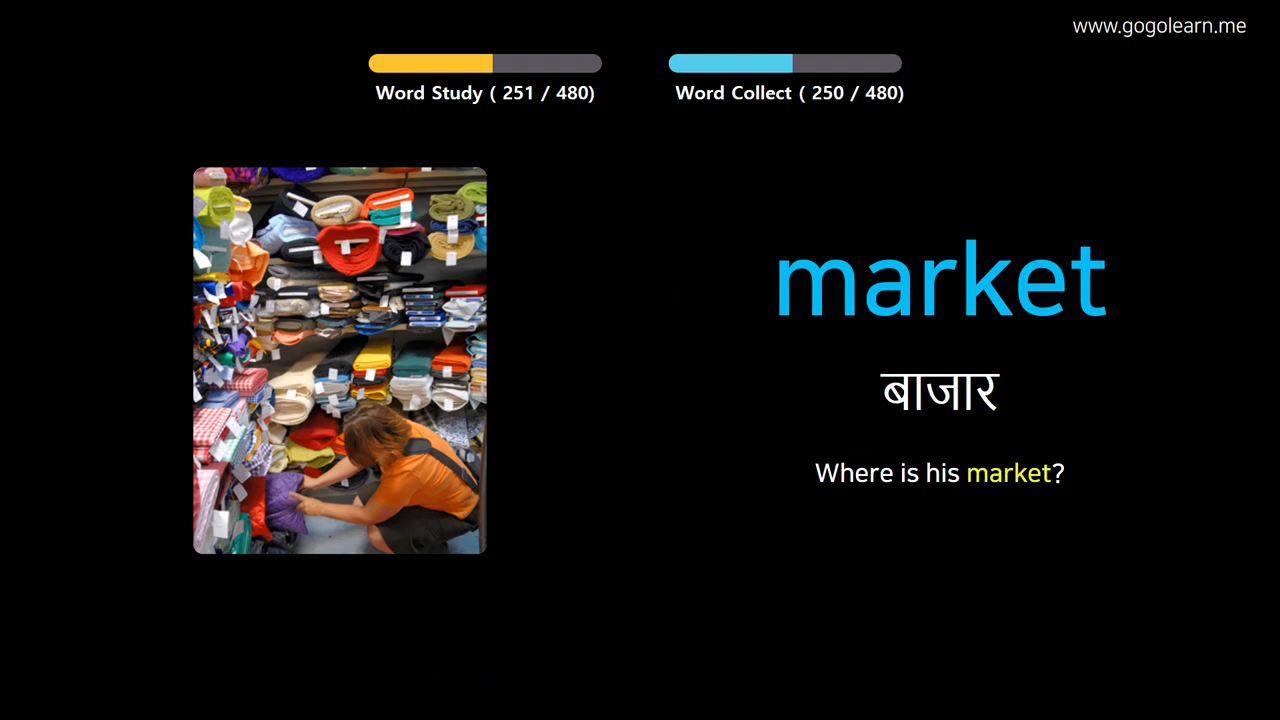 www.gogolearn.me
Word Study ( 251 / 480)
Word Collect ( 250 / 480)
market
बाजार
Where is his market?